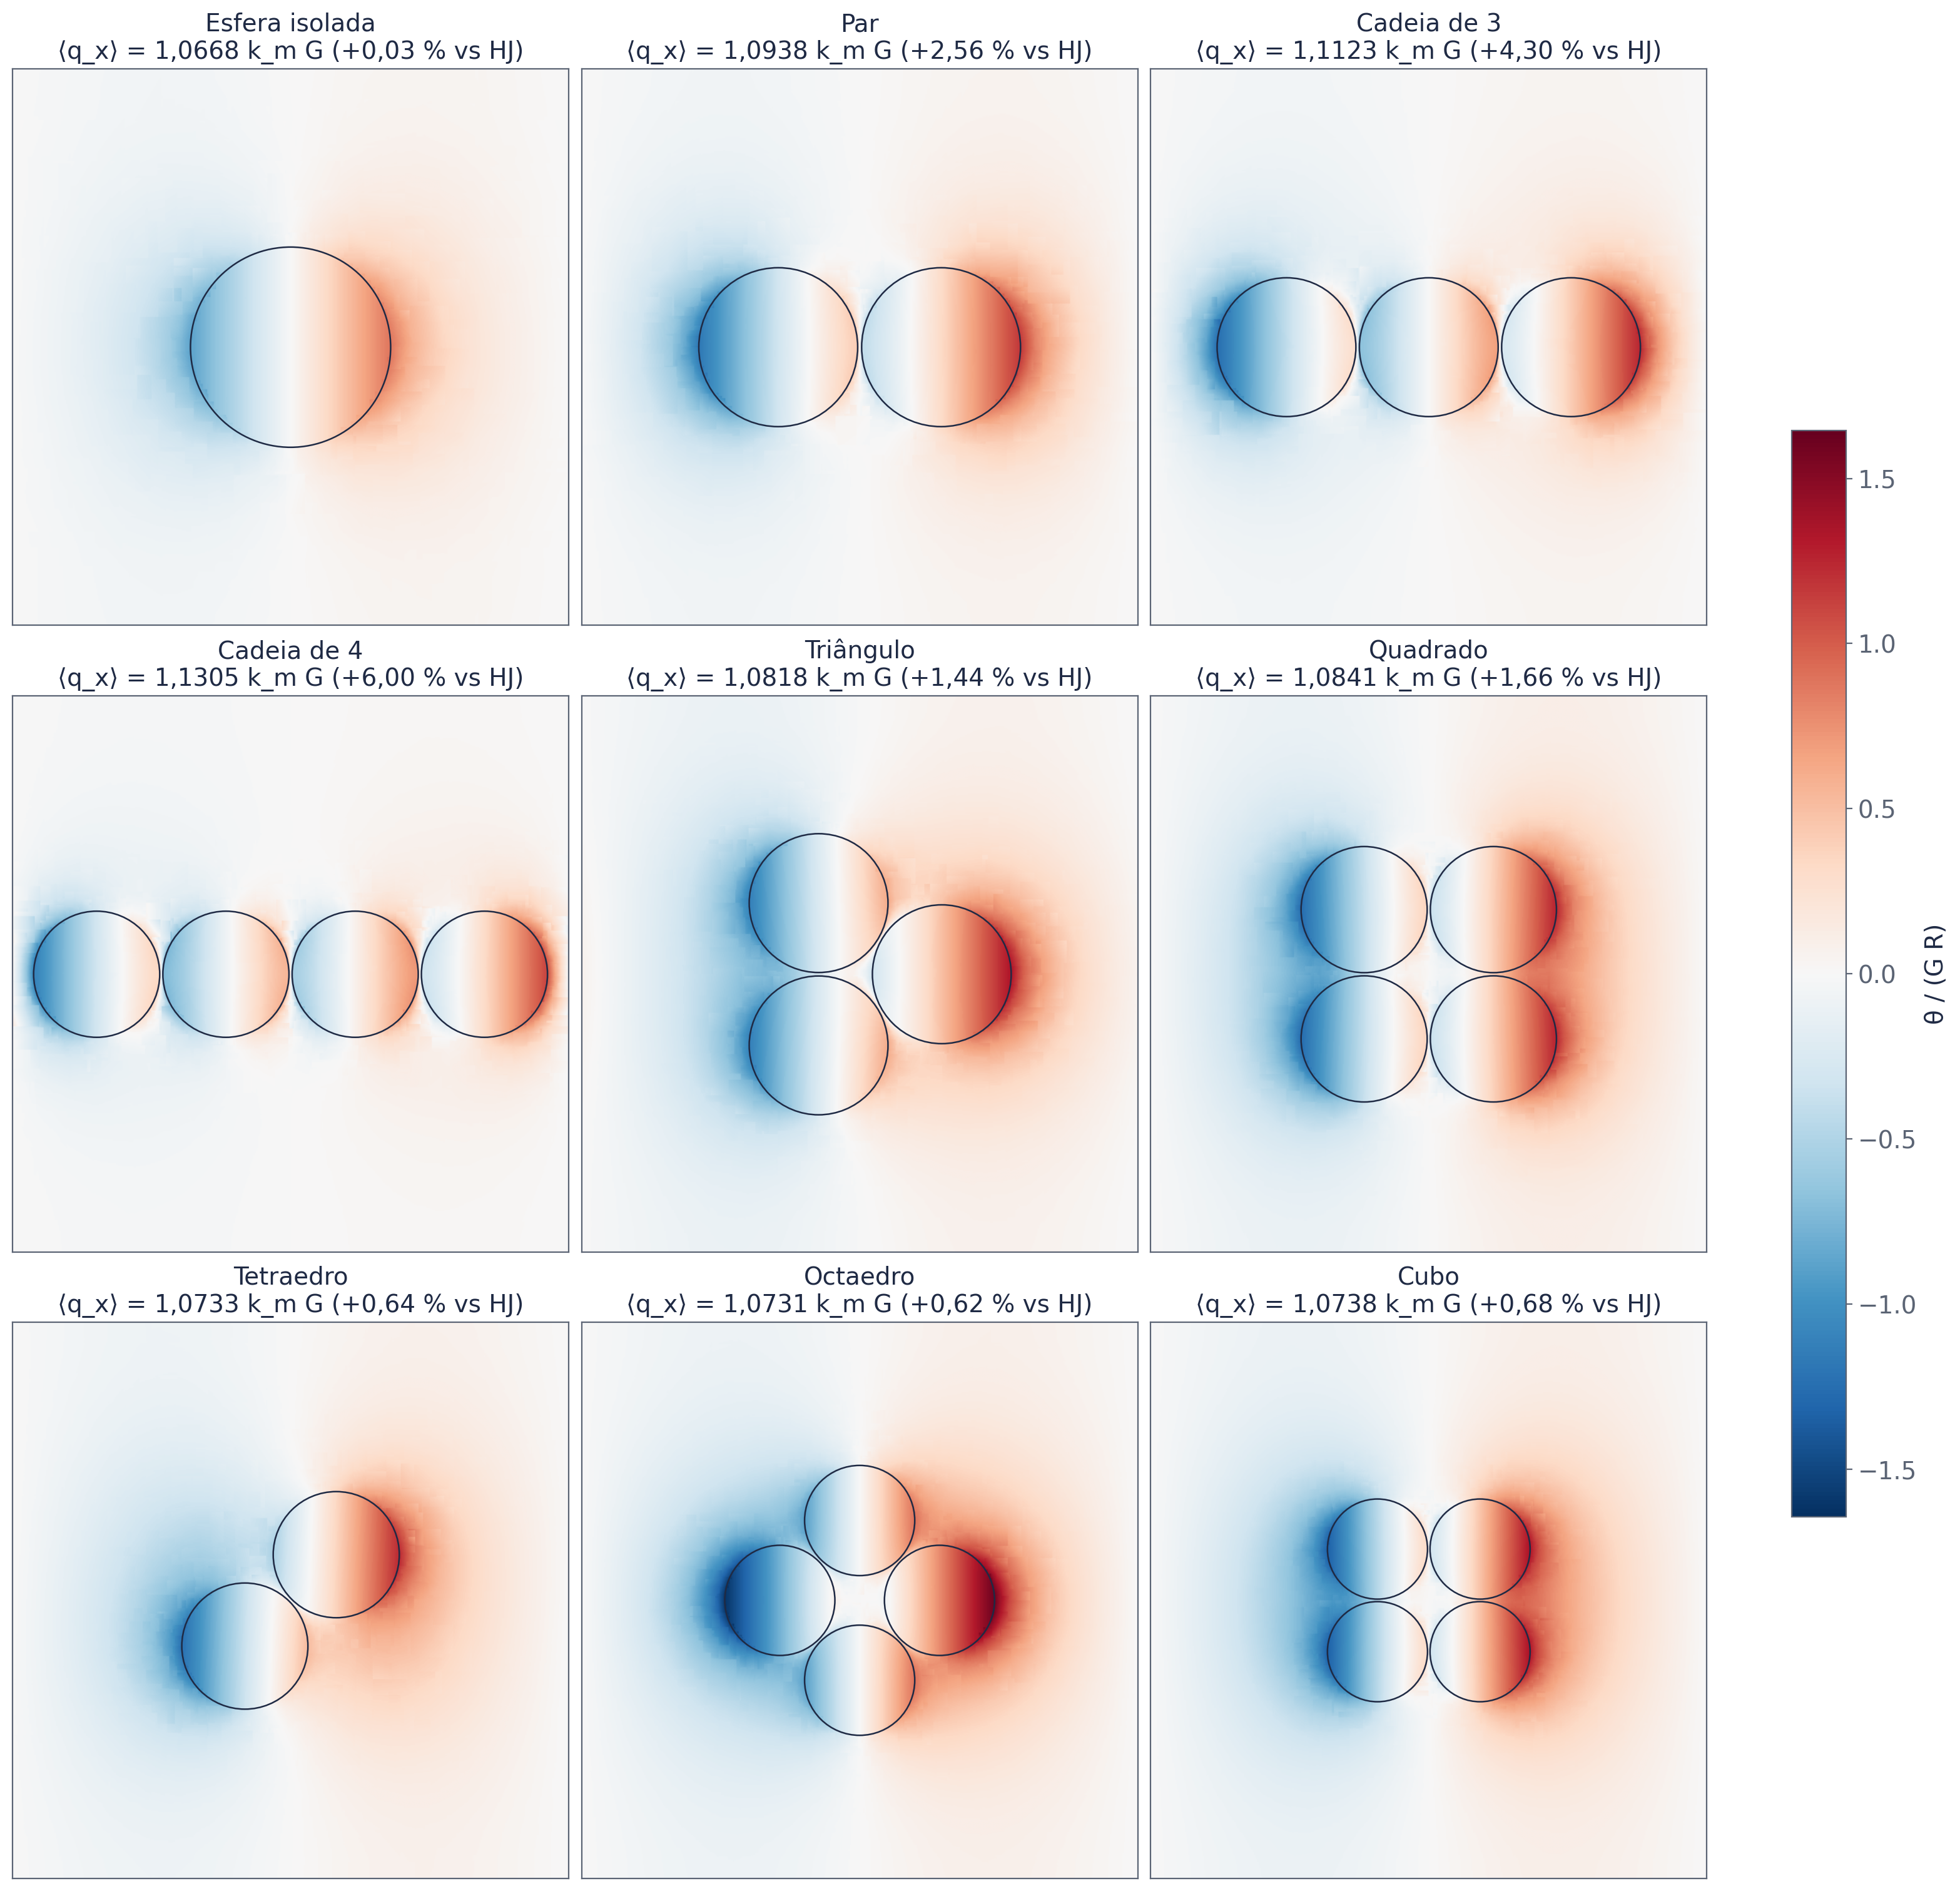 Esfera isolada
⟨q_x⟩ = 1,0668 k_m G (+0,03 % vs HJ)
Par
⟨q_x⟩ = 1,0938 k_m G (+2,56 % vs HJ)
Cadeia de 3
⟨q_x⟩ = 1,1123 k_m G (+4,30 % vs HJ)
Cadeia de 4
⟨q_x⟩ = 1,1305 k_m G (+6,00 % vs HJ)
Triângulo
⟨q_x⟩ = 1,0818 k_m G (+1,44 % vs HJ)
Quadrado
⟨q_x⟩ = 1,0841 k_m G (+1,66 % vs HJ)
Tetraedro
⟨q_x⟩ = 1,0733 k_m G (+0,64 % vs HJ)
Octaedro
⟨q_x⟩ = 1,0731 k_m G (+0,62 % vs HJ)
Cubo
⟨q_x⟩ = 1,0738 k_m G (+0,68 % vs HJ)
1.5
1.0
0.5
0.0
−0.5
−1.0
−1.5
θ / (G R)